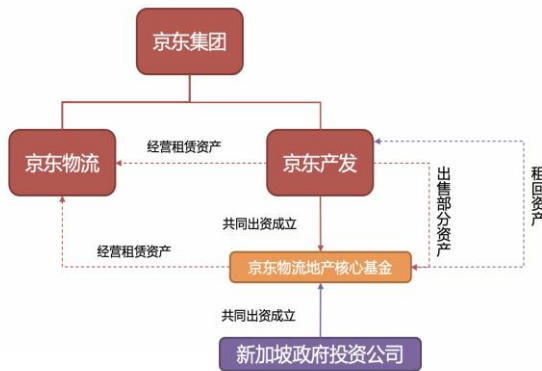 京东集团
京东物流
经营租赁资产
京东产发
出售部分资产
租回资产
共同出资成立
经营租赁资产
京东物流地产核心基金
共同出资成立
新加坡政府投资公司